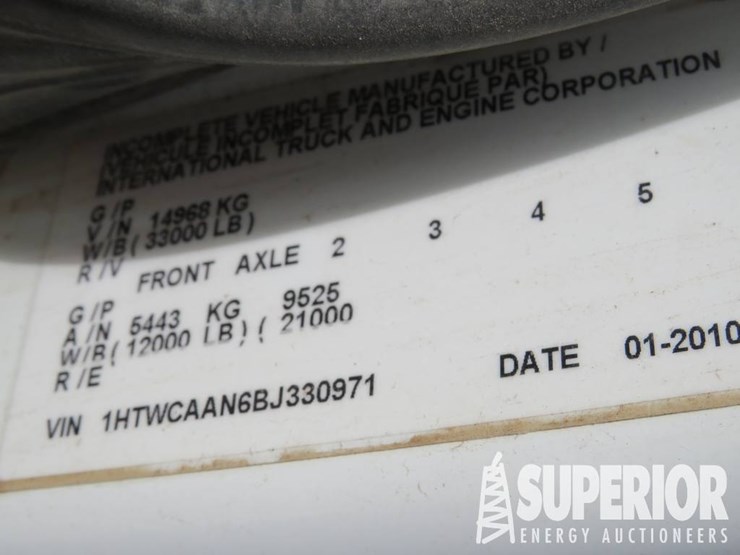 INCOMPLETE VEHICLE MANUFACTURED BY /
(VEHICULE INCOMPLET FABRIQUE PAR)
INTERNATIONAL TRUCK AND ENGINE CORPORATION
G/P
V/N 14968 KG
W/B ( 33000 LB )
R/V FRONT AXLE 2 3 4 5
G/P
A/N 5443 KG 9525
W/B ( 12000 LB ) ( 21000
R/E
VIN 1HTWCAAN6BJ330971 DATE 01-2010
SUPERIOR
ENERGY AUCTIONEERS